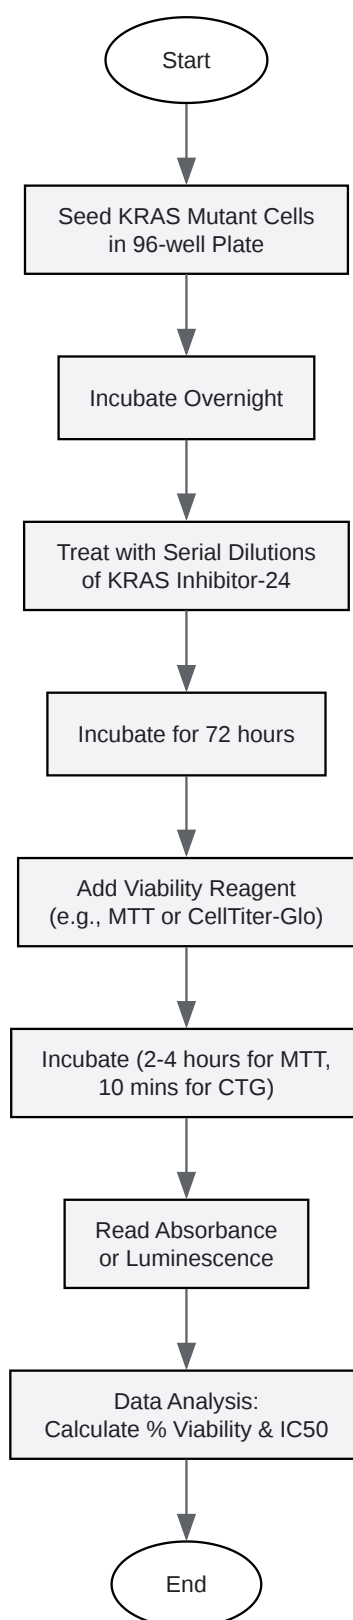 Start
Seed KRAS Mutant Cells
in 96-well Plate
Incubate Overnight
Treat with Serial Dilutions
of KRAS Inhibitor-24
Incubate for 72 hours
Add Viability Reagent
(e.g., MTT or CellTiter-Glo)
Incubate (2-4 hours for MTT,
10 mins for CTG)
Read Absorbance
or Luminescence
Data Analysis:
Calculate % Viability & IC50
End